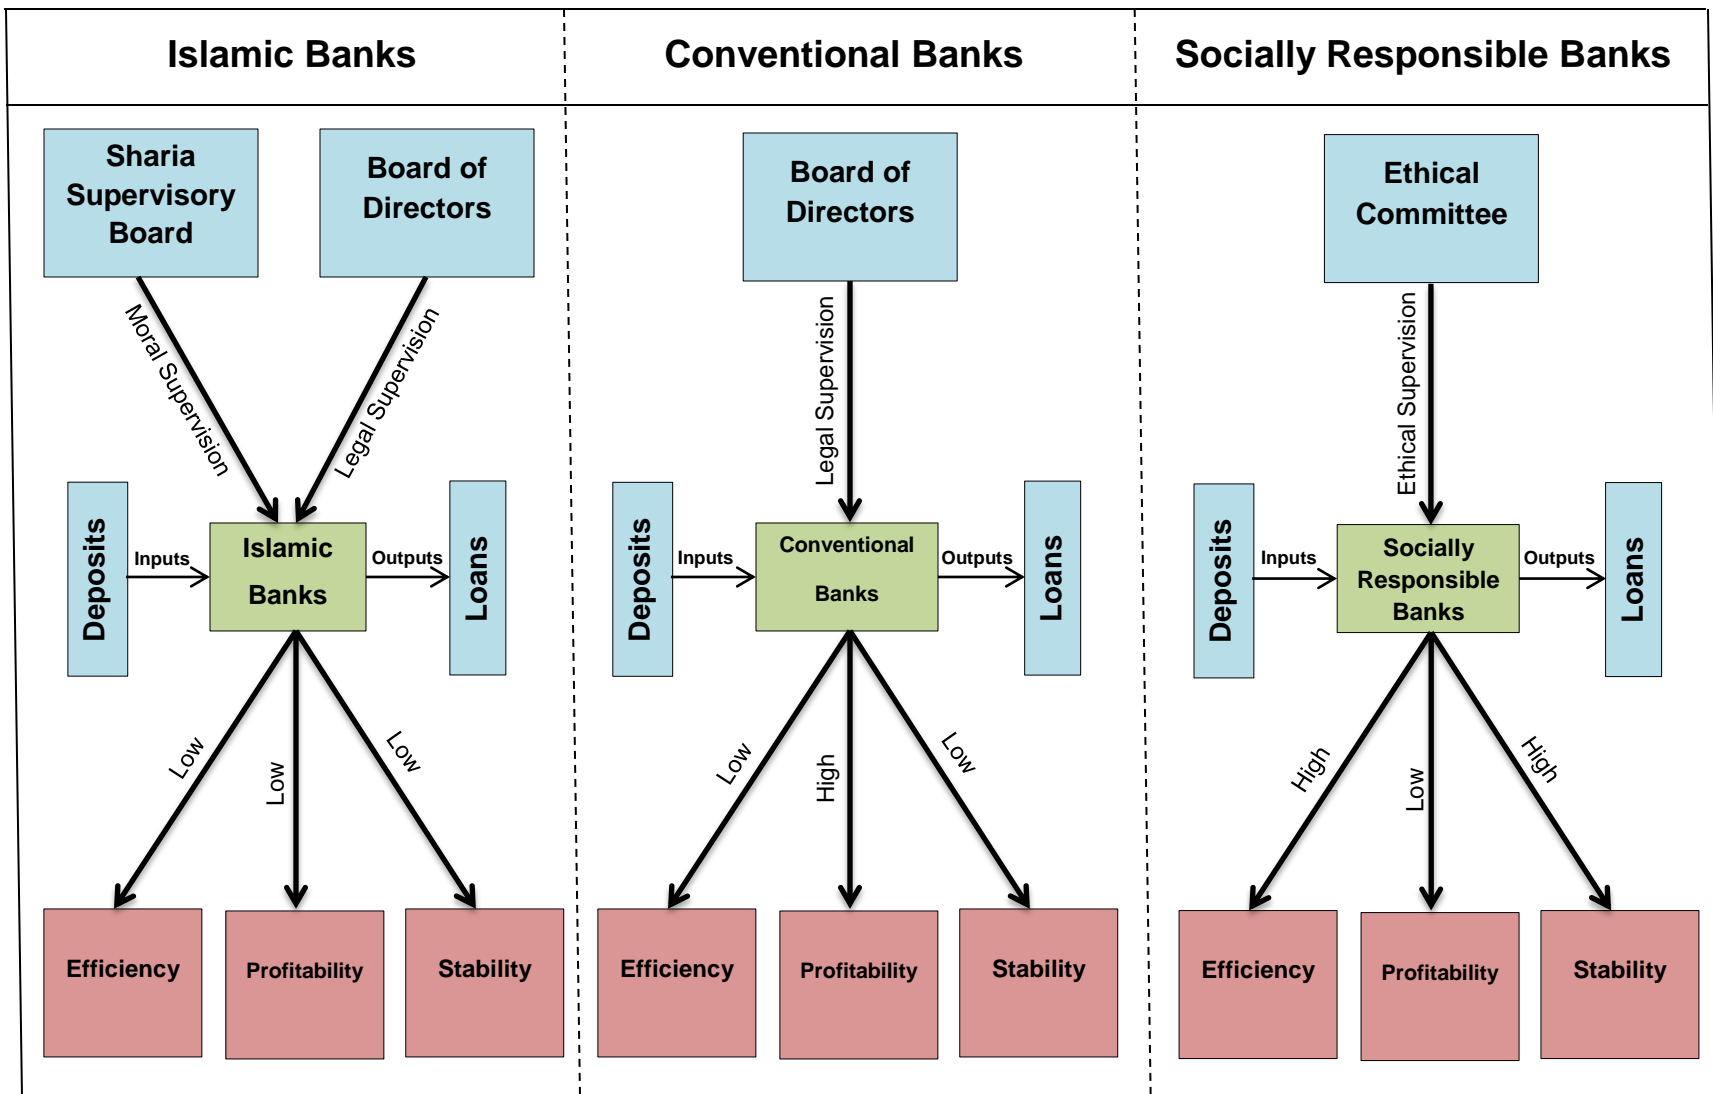 Islamic Banks
Conventional Banks
Socially Responsible Banks
Sharia
Supervisory
Board
Board of
Directors
Moral Supervision
Legal Supervision
Deposits
Inputs
Islamic
Banks
Outputs
Loans
Low
Low
Low
Efficiency
Profitability
Stability
Board of
Directors
Legal Supervision
Deposits
Inputs
Conventional
Banks
Outputs
Loans
Low
High
Low
Efficiency
Profitability
Stability
Ethical
Committee
Ethical Supervision
Deposits
Inputs
Socially
Responsible
Banks
Outputs
Loans
High
Low
High
Efficiency
Profitability
Stability